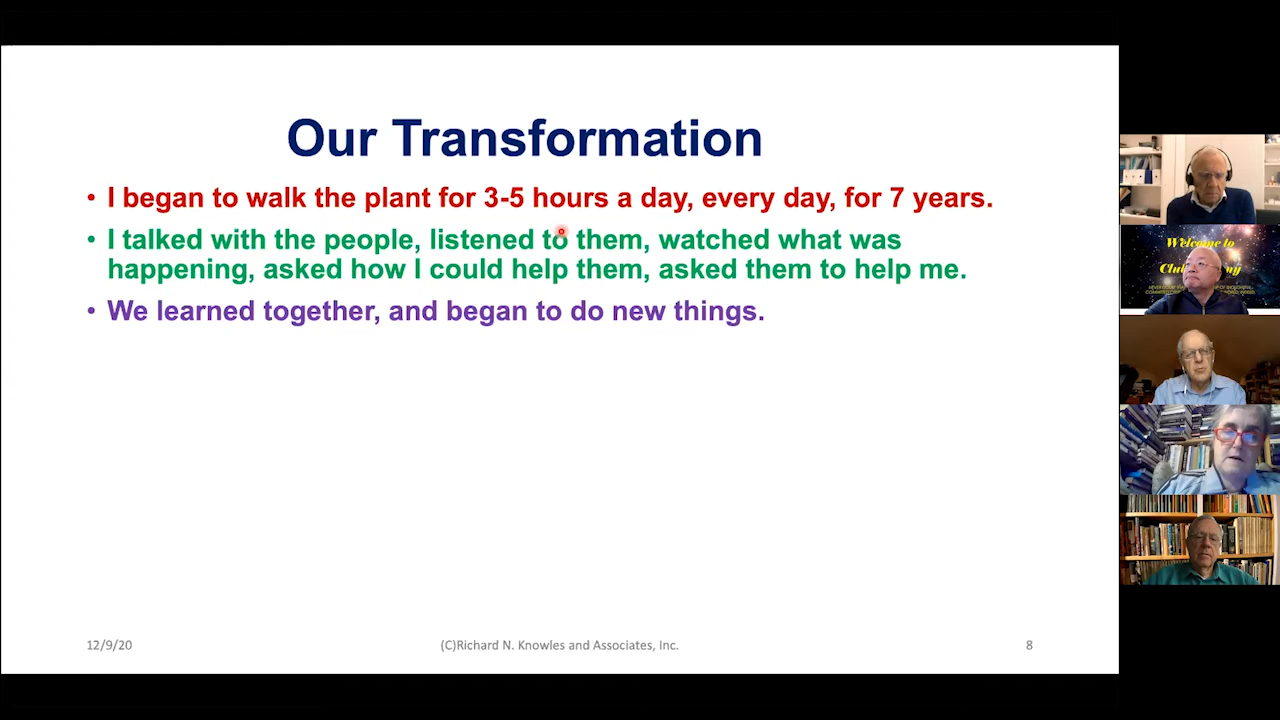 Our Transformation
• I began to walk the plant for 3-5 hours a day, every day, for 7 years.
• I talked with the people, listened to them, watched what was
happening, asked how I could help them, asked them to help me.
• We learned together, and began to do new things.
12/9/20
(C)Richard N. Knowles and Associates, Inc.
8
Welcome to